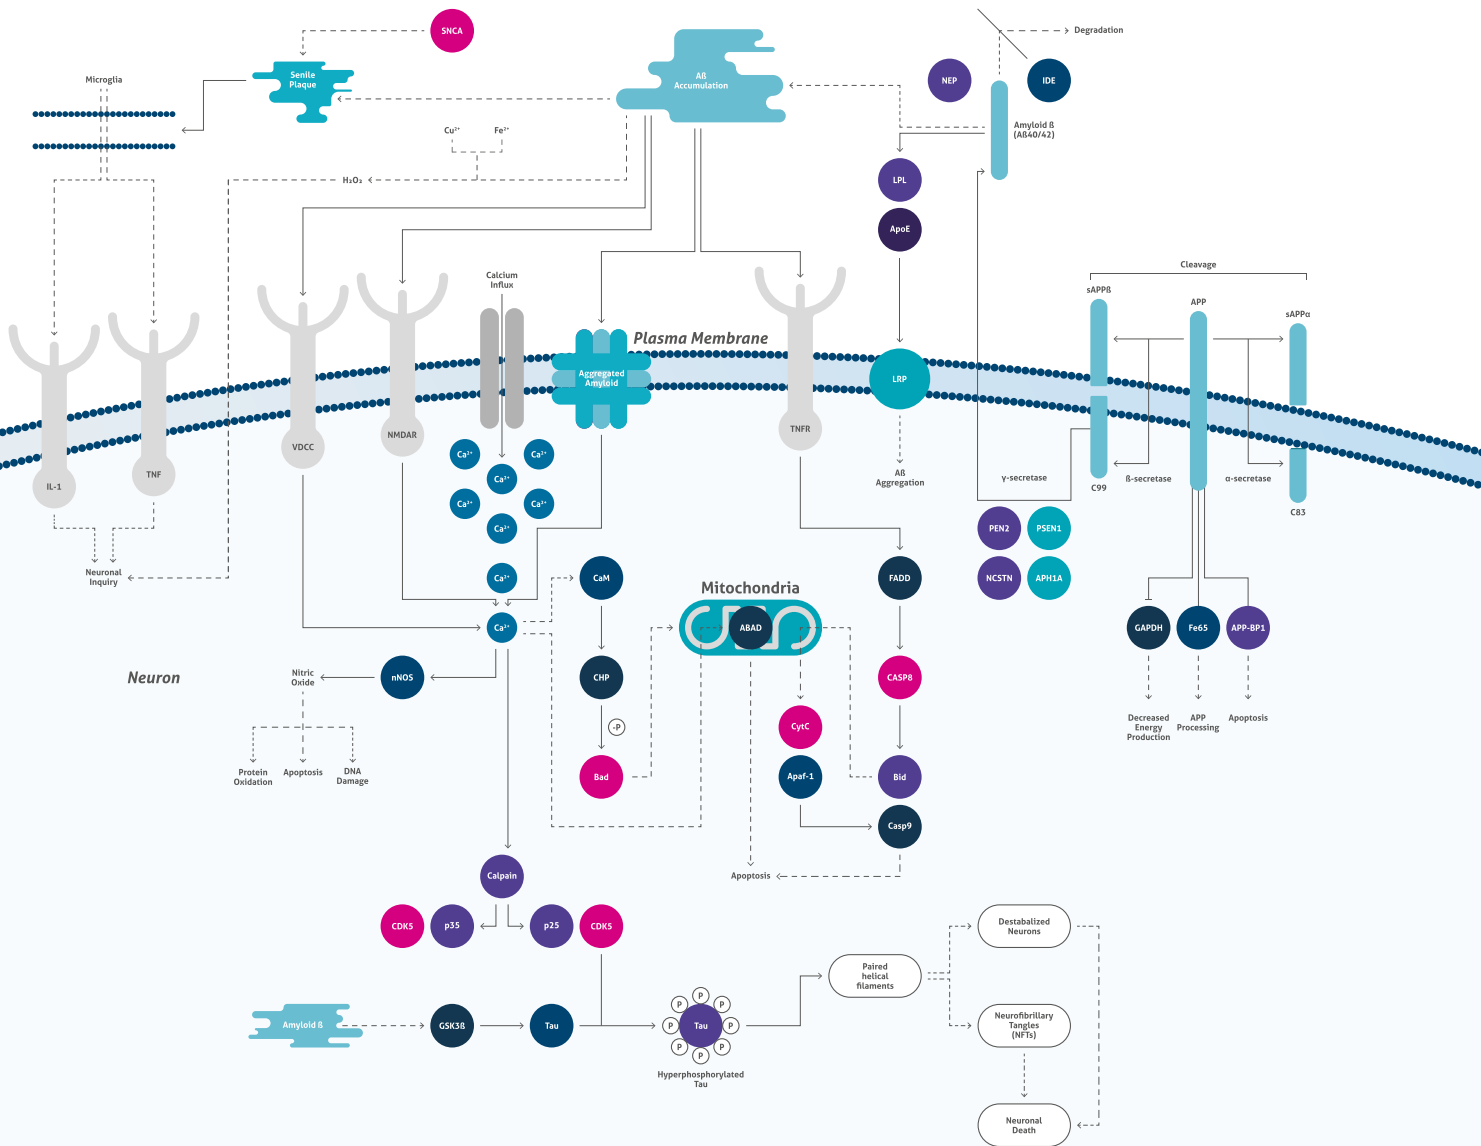 SNCA
Degradation
Microglia
Senile
Plaque
Aß
Accumulation
NEP
IDE
Cu²⁺
Fe²⁺
Amyloid ß
(Aß40/42)
H₂O₂
LPL
ApoE
Calcium
Influx
Cleavage
sAPPß
APP
sAPPα
Plasma Membrane
Aggregated
Amyloid
LRP
TNFR
NMDAR
VDCC
TNF
IL-1
Ca²⁺
Ca²⁺
Ca²⁺
Ca²⁺
Ca²⁺
Ca²⁺
Aß
Aggregation
γ-secretase
C99
ß-secretase
α-secretase
C83
PEN2
PSEN1
NCSTN
APH1A
Neuronal
Inquiry
Ca²⁺
CaM
Mitochondria
FADD
Ca²⁺
ABAD
GAPDH
Fe65
APP-BP1
Neuron
Nitric
Oxide
nNOS
CHP
CASP8
-P
CytC
Decreased
Energy
Production
APP
Processing
Apoptosis
Protein
Oxidation
Apoptosis
DNA
Damage
Bad
Apaf-1
Bid
Casp9
Calpain
Apoptosis
CDK5
p35
p25
CDK5
Destabalized
Neurons
Paired
helical
filaments
Amyloid ß
GSK3ß
Tau
P
P
P
P
Tau
P
P
P
P
Hyperphosphorylated
Tau
Neurofibrillary
Tangles
(NFTs)
Neuronal
Death